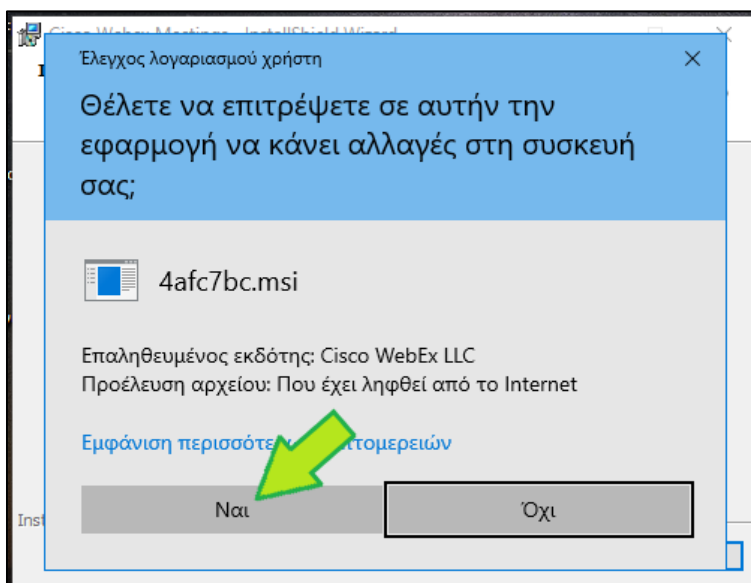 Έλεγχος λογαριασμού χρήστη
Θέλετε να επιτρέψετε σε αυτήν την
εφαρμογή να κάνει αλλαγές στη συσκευή
σας;
4afc7bc.msi
Επαληθευμένος εκδότης: Cisco WebEx LLC
Προέλευση αρχείου: Που έχει ληφθεί από το Internet
Εμφάνιση
Ναι
Όχι